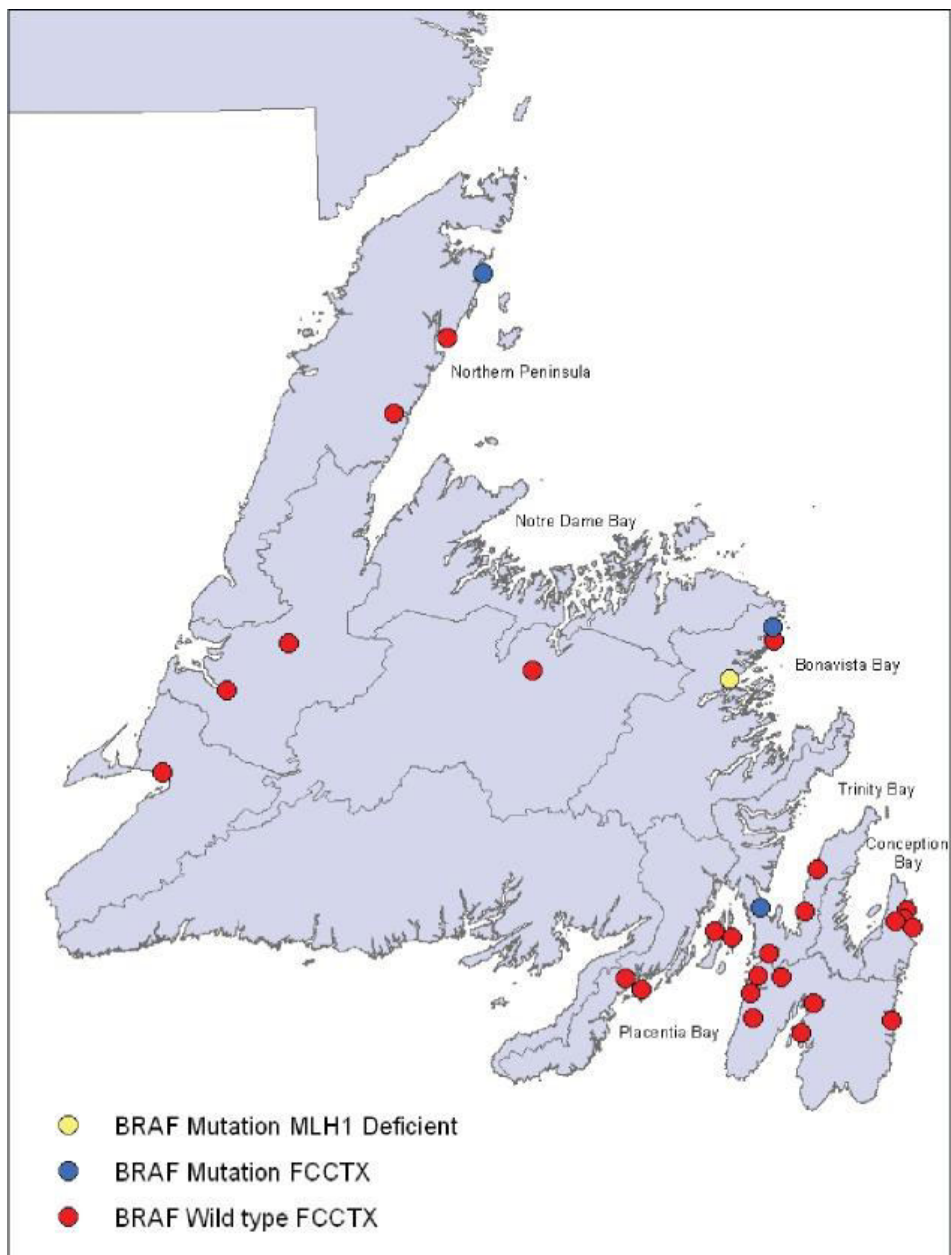 Northern Peninsula
Notre Dame Bay
Bonavista Bay
Trinity Bay
Conception
Bay
Placentia Bay
BRAF Mutation MLH1 Deficient
BRAF Mutation FCCTX
BRAF Wild type FCCTX